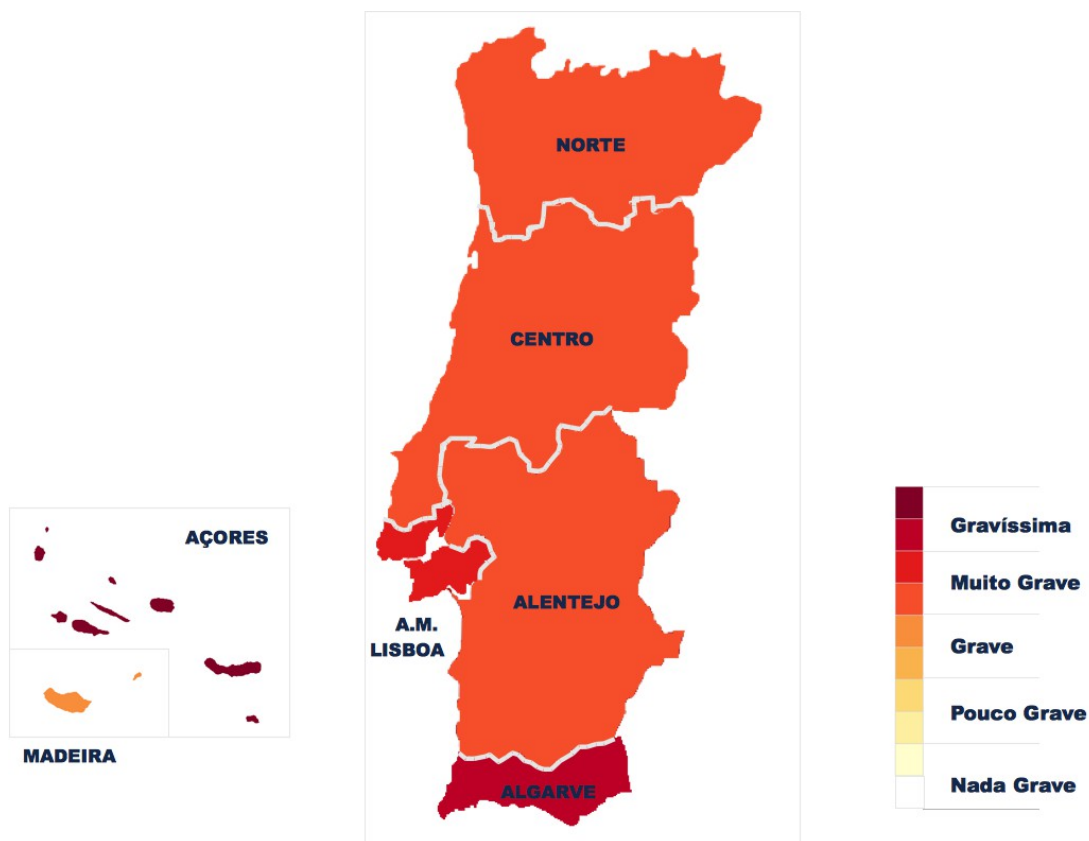 NORTE
CENTRO
AÇORES
ALENTEJO
A.M.
LISBOA
MADEIRA
ALGARVE
Gravíssima
Muito Grave
Grave
Pouco Grave
Nada Grave